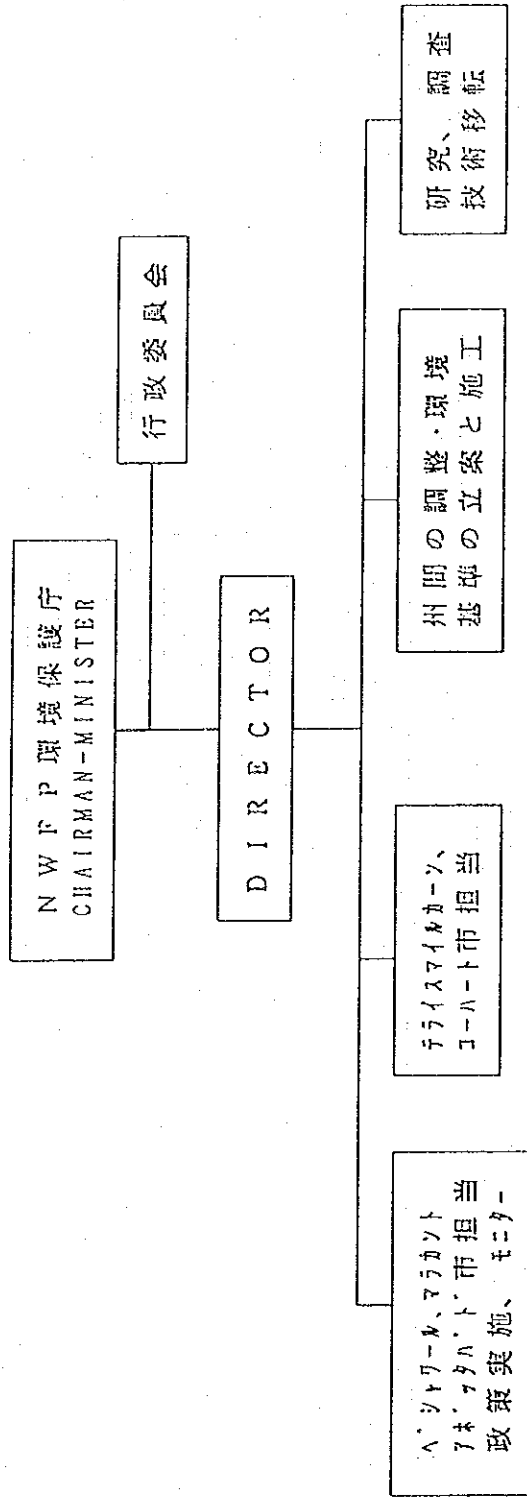 NWFP環境保護庁
CHAIRMAN-MINISTER
行政委員会
DIRECTOR
ペシャワール、マラカント
アボッタバド市担当
政策実施、モニター
テライスマイルカーン、
コーハート市担当
州間の調整・環境
基準の立案と施工
研究、調査
技術移転